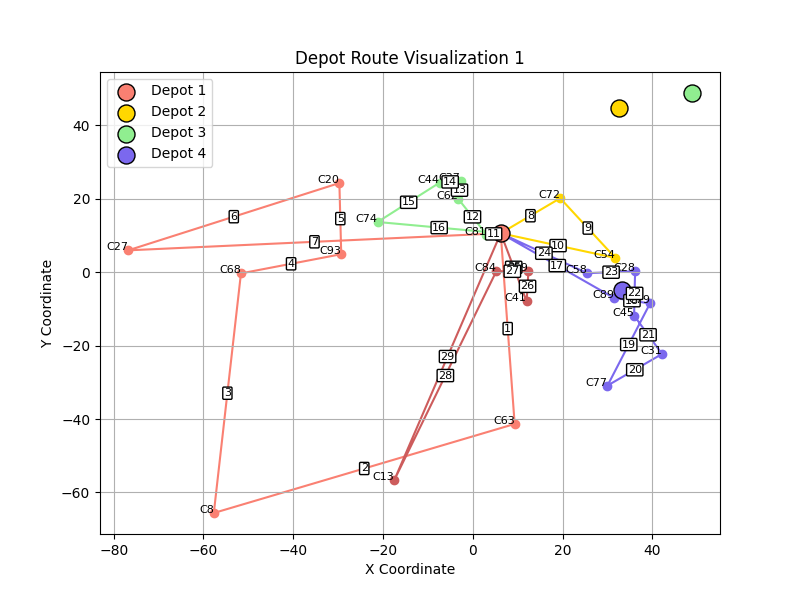 Depot Route Visualization 1
Depot 1
Depot 2
Depot 3
Depot 4
Y Coordinate
40
20
0
−20
−40
−60
−80
−60
−40
−20
0
20
40
X Coordinate
C20
C27
C93
C68
C8
C63
C13
C44
C74
C81
C72
C54
C84
C41
C58
C28
C89
C45
C31
C77
1
2
3
4
5
6
7
8
9
10
11
12
13
14
15
16
17
19
20
21
22
23
24
26
27
28
29